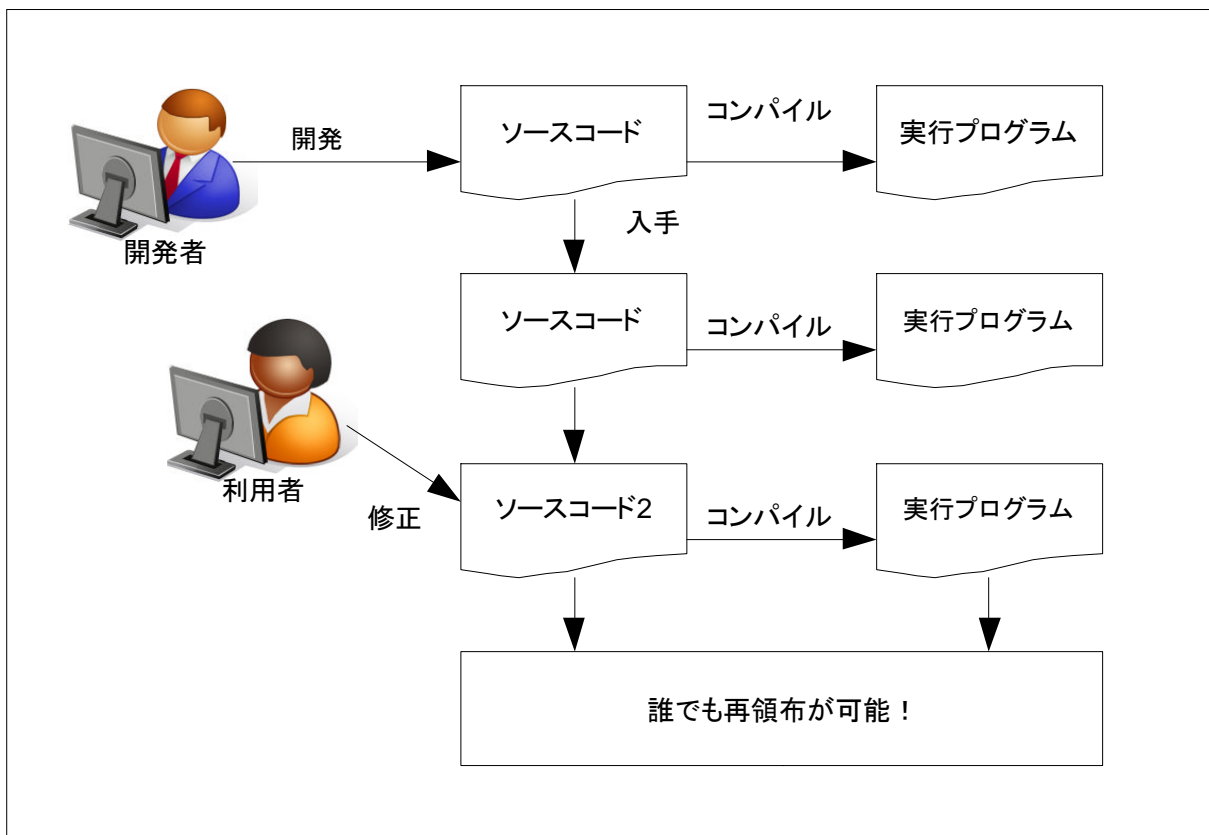 開発
ソースコード
コンパイル
実行プログラム
開発者
入手
ソースコード
コンパイル
実行プログラム
利用者
修正
ソースコード2
コンパイル
実行プログラム
誰でも再領布が可能！